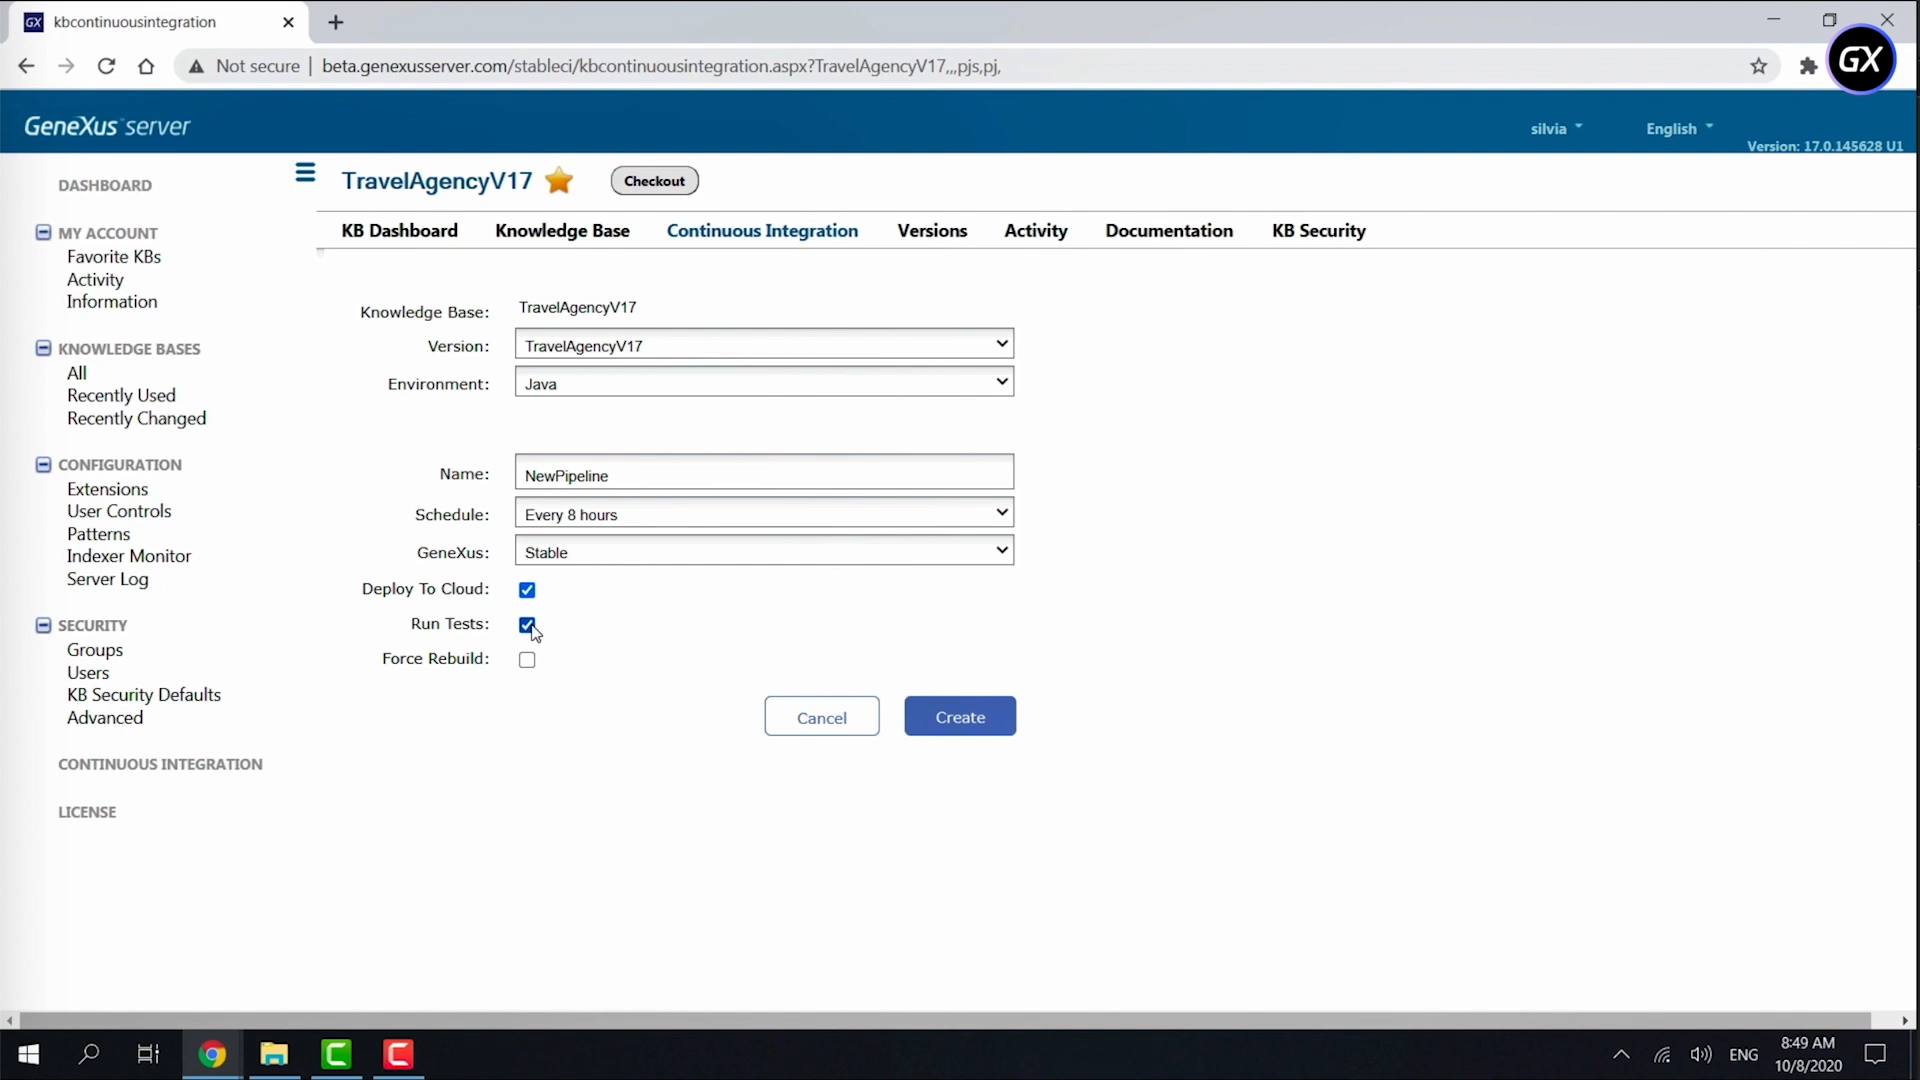 GX kbcontinuousintegration
Not secure | beta.genexusserver.com/stableci/kbcontinuousintegration.aspx?TravelAgencyV17,,,pjs,pj,
GX
GeneXus server
silvia
English
Version: 17.0.145628 U1
DASHBOARD
MY ACCOUNT
Favorite KBs
Activity
Information
KNOWLEDGE BASES
All
Recently Used
Recently Changed
CONFIGURATION
Extensions
User Controls
Patterns
Indexer Monitor
Server Log
SECURITY
Groups
Users
KB Security Defaults
Advanced
CONTINUOUS INTEGRATION
LICENSE
TravelAgencyV17 Checkout
KB Dashboard Knowledge Base Continuous Integration Versions Activity Documentation KB Security
Knowledge Base: TravelAgencyV17
Version: TravelAgencyV17
Environment: Java
Name: NewPipeline
Schedule: Every 8 hours
GeneXus: Stable
Deploy To Cloud:
Run Tests:
Force Rebuild:
Cancel Create
ENG
8:49 AM
10/8/2020